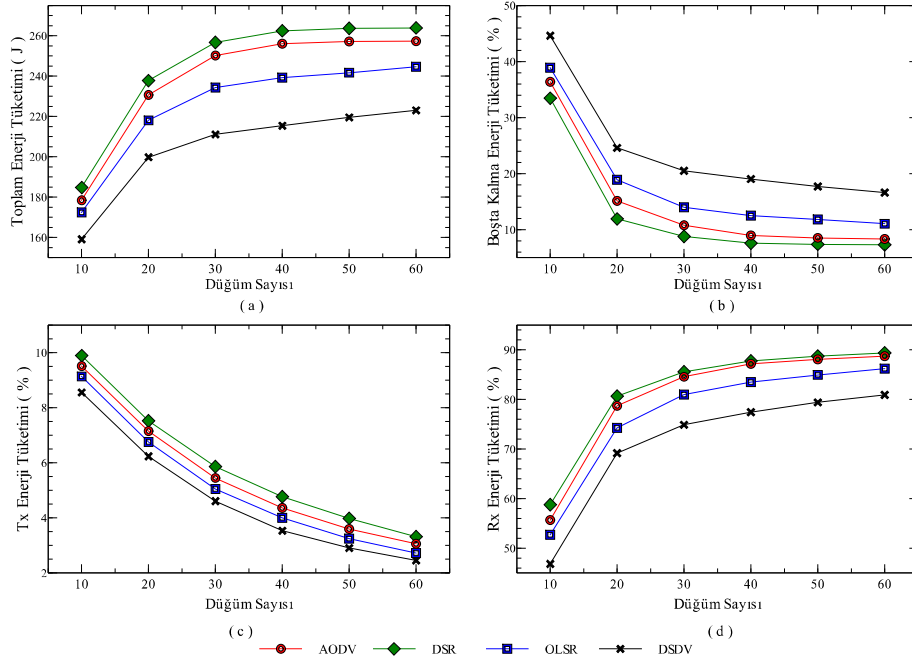 Toplam Enerji Tüketimi ( J )
260
240
220
200
180
160
10 20 30 40 50 60
Düğüm Sayısı
( a )
Boşta Kalma Enerji Tüketimi ( % )
50
40
30
20
10
10 20 30 40 50 60
Düğüm Sayısı
( b )
Tx Enerji Tüketimi ( % )
10
8
6
4
2
10 20 30 40 50 60
Düğüm Sayısı
( c )
Rx Enerji Tüketimi ( % )
90
80
70
60
50
10 20 30 40 50 60
Düğüm Sayısı
( d )
AODV DSR OLSR DSDV